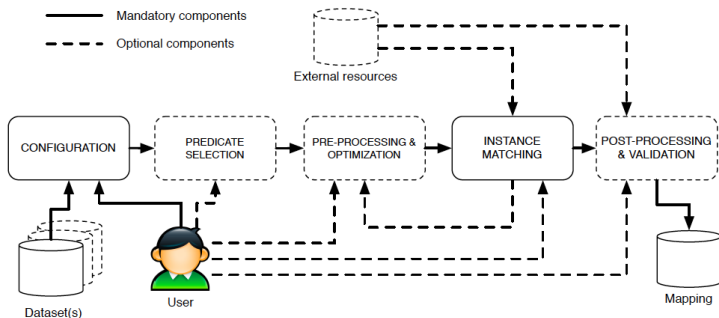 Mandatory components
Optional components
External resources
CONFIGURATION
PREDICATE
SELECTION
PRE-PROCESSING &
OPTIMIZATION
INSTANCE
MATCHING
POST-PROCESSING
& VALIDATION
Dataset(s)
User
Mapping